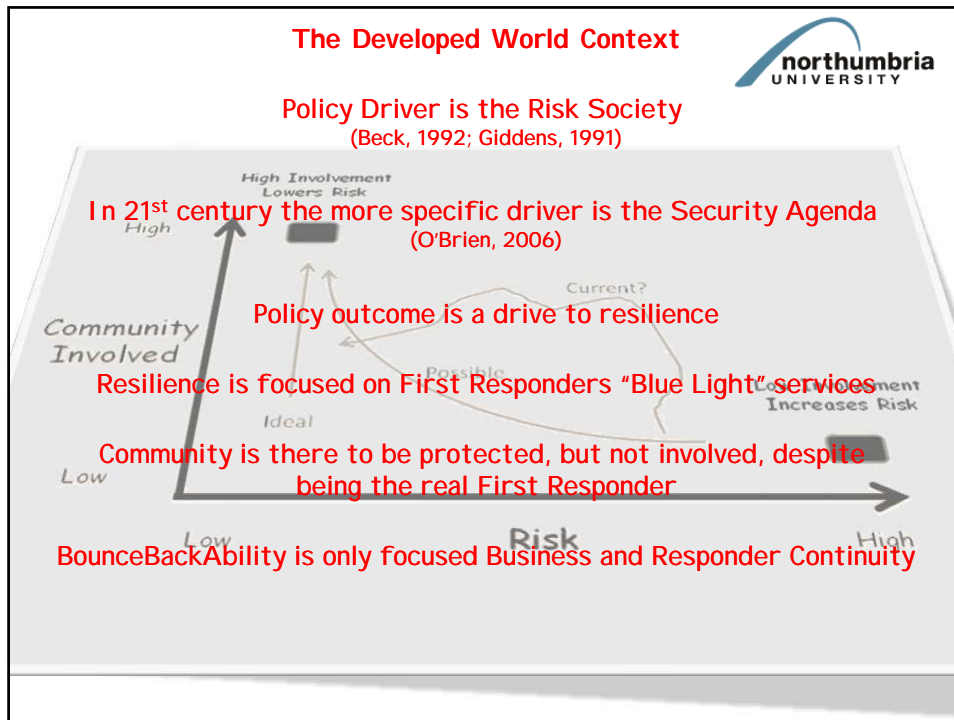 The Developed World Context
northumbria
UNIVERSITY
Policy Driver is the Risk Society
(Beck, 1992; Giddens, 1991)
High Involvement
Lowers Risk
In 21st century the more specific driver is the Security Agenda
High
(O'Brien, 2006)
Current?
Policy outcome is a drive to resilience
Community
Involved
Possible
Resilience is focused on First Responders "Blue Light" services
Low Involvement
Increases Risk
Ideal
Community is there to be protected, but not involved, despite
being the real First Responder
Low
Low
Risk
High
BounceBackAbility is only focused Business and Responder Continuity